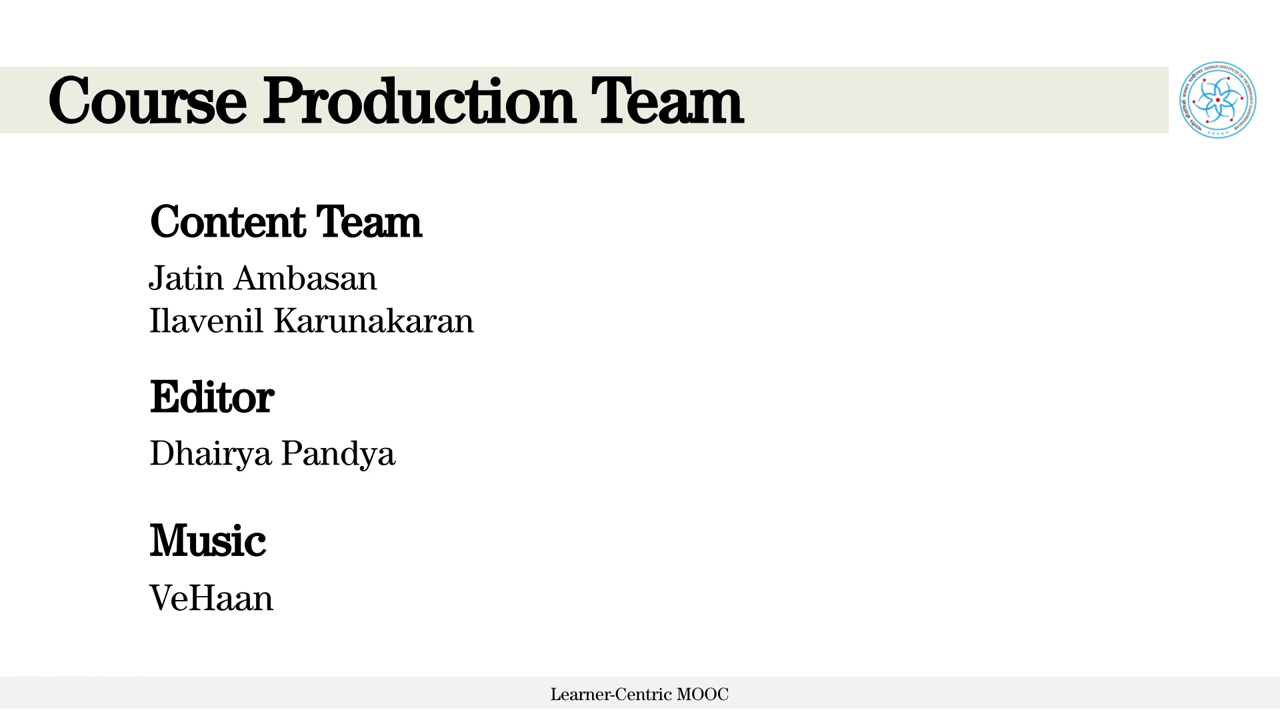 Course Production Team
Content Team
Jatin Ambasan
Ilavenil Karunakaran
Editor
Dhairya Pandya
Music
VeHaan
Learner-Centric MOOC